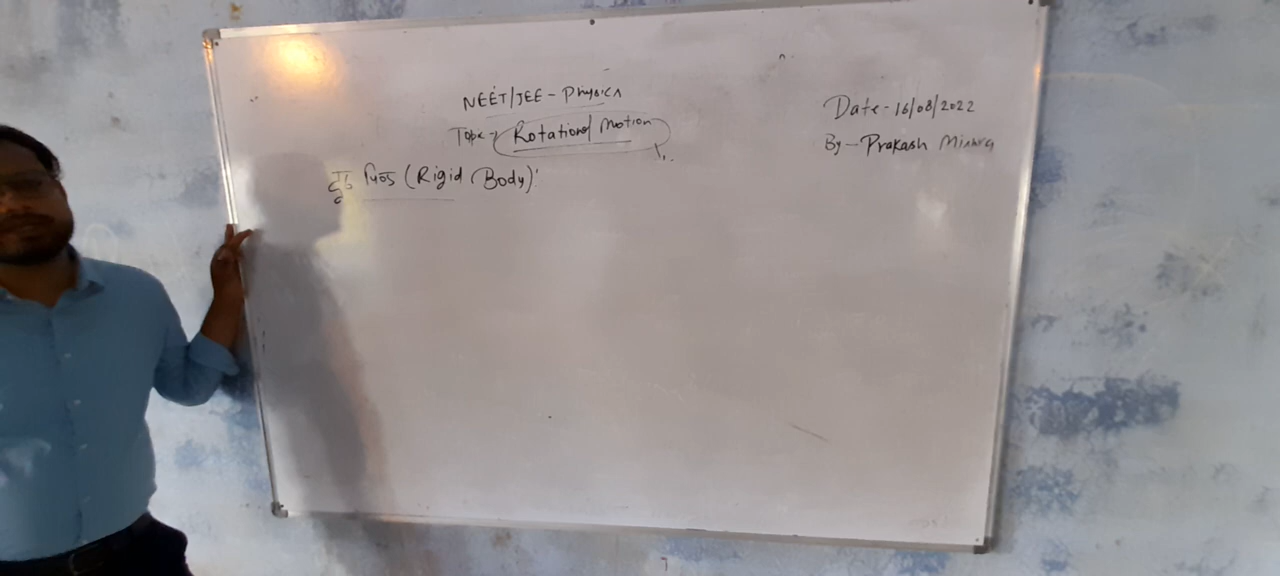 NEET/JEE - Physics
Topic - Rotational Motion
Date - 16/08/2022
By - Prakash Mishra
दृढ़ पिण्ड (Rigid Body)